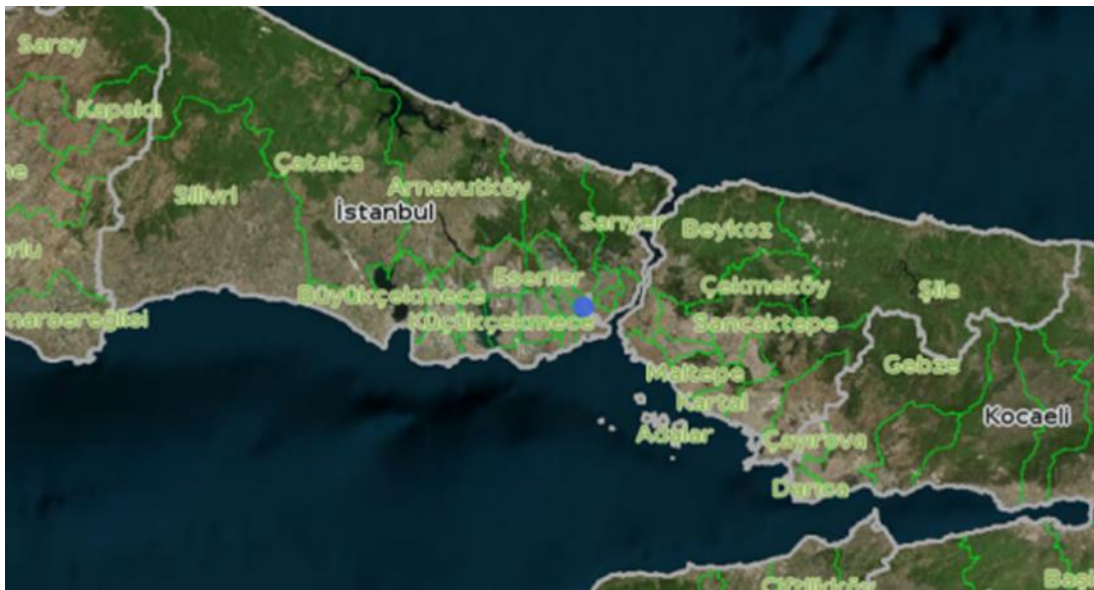 Saray
Kapaklı
Çatalca
Silivri
Arnavutköy
İstanbul
Sarıyer
Beykoz
Esenler
Büyükçekmece
Küçükçekmece
Çekmeköy
Şile
Sancaktepe
Maltepe
Gebze
Kartal
Kocaeli
Adalar
Çayırova
Darıca